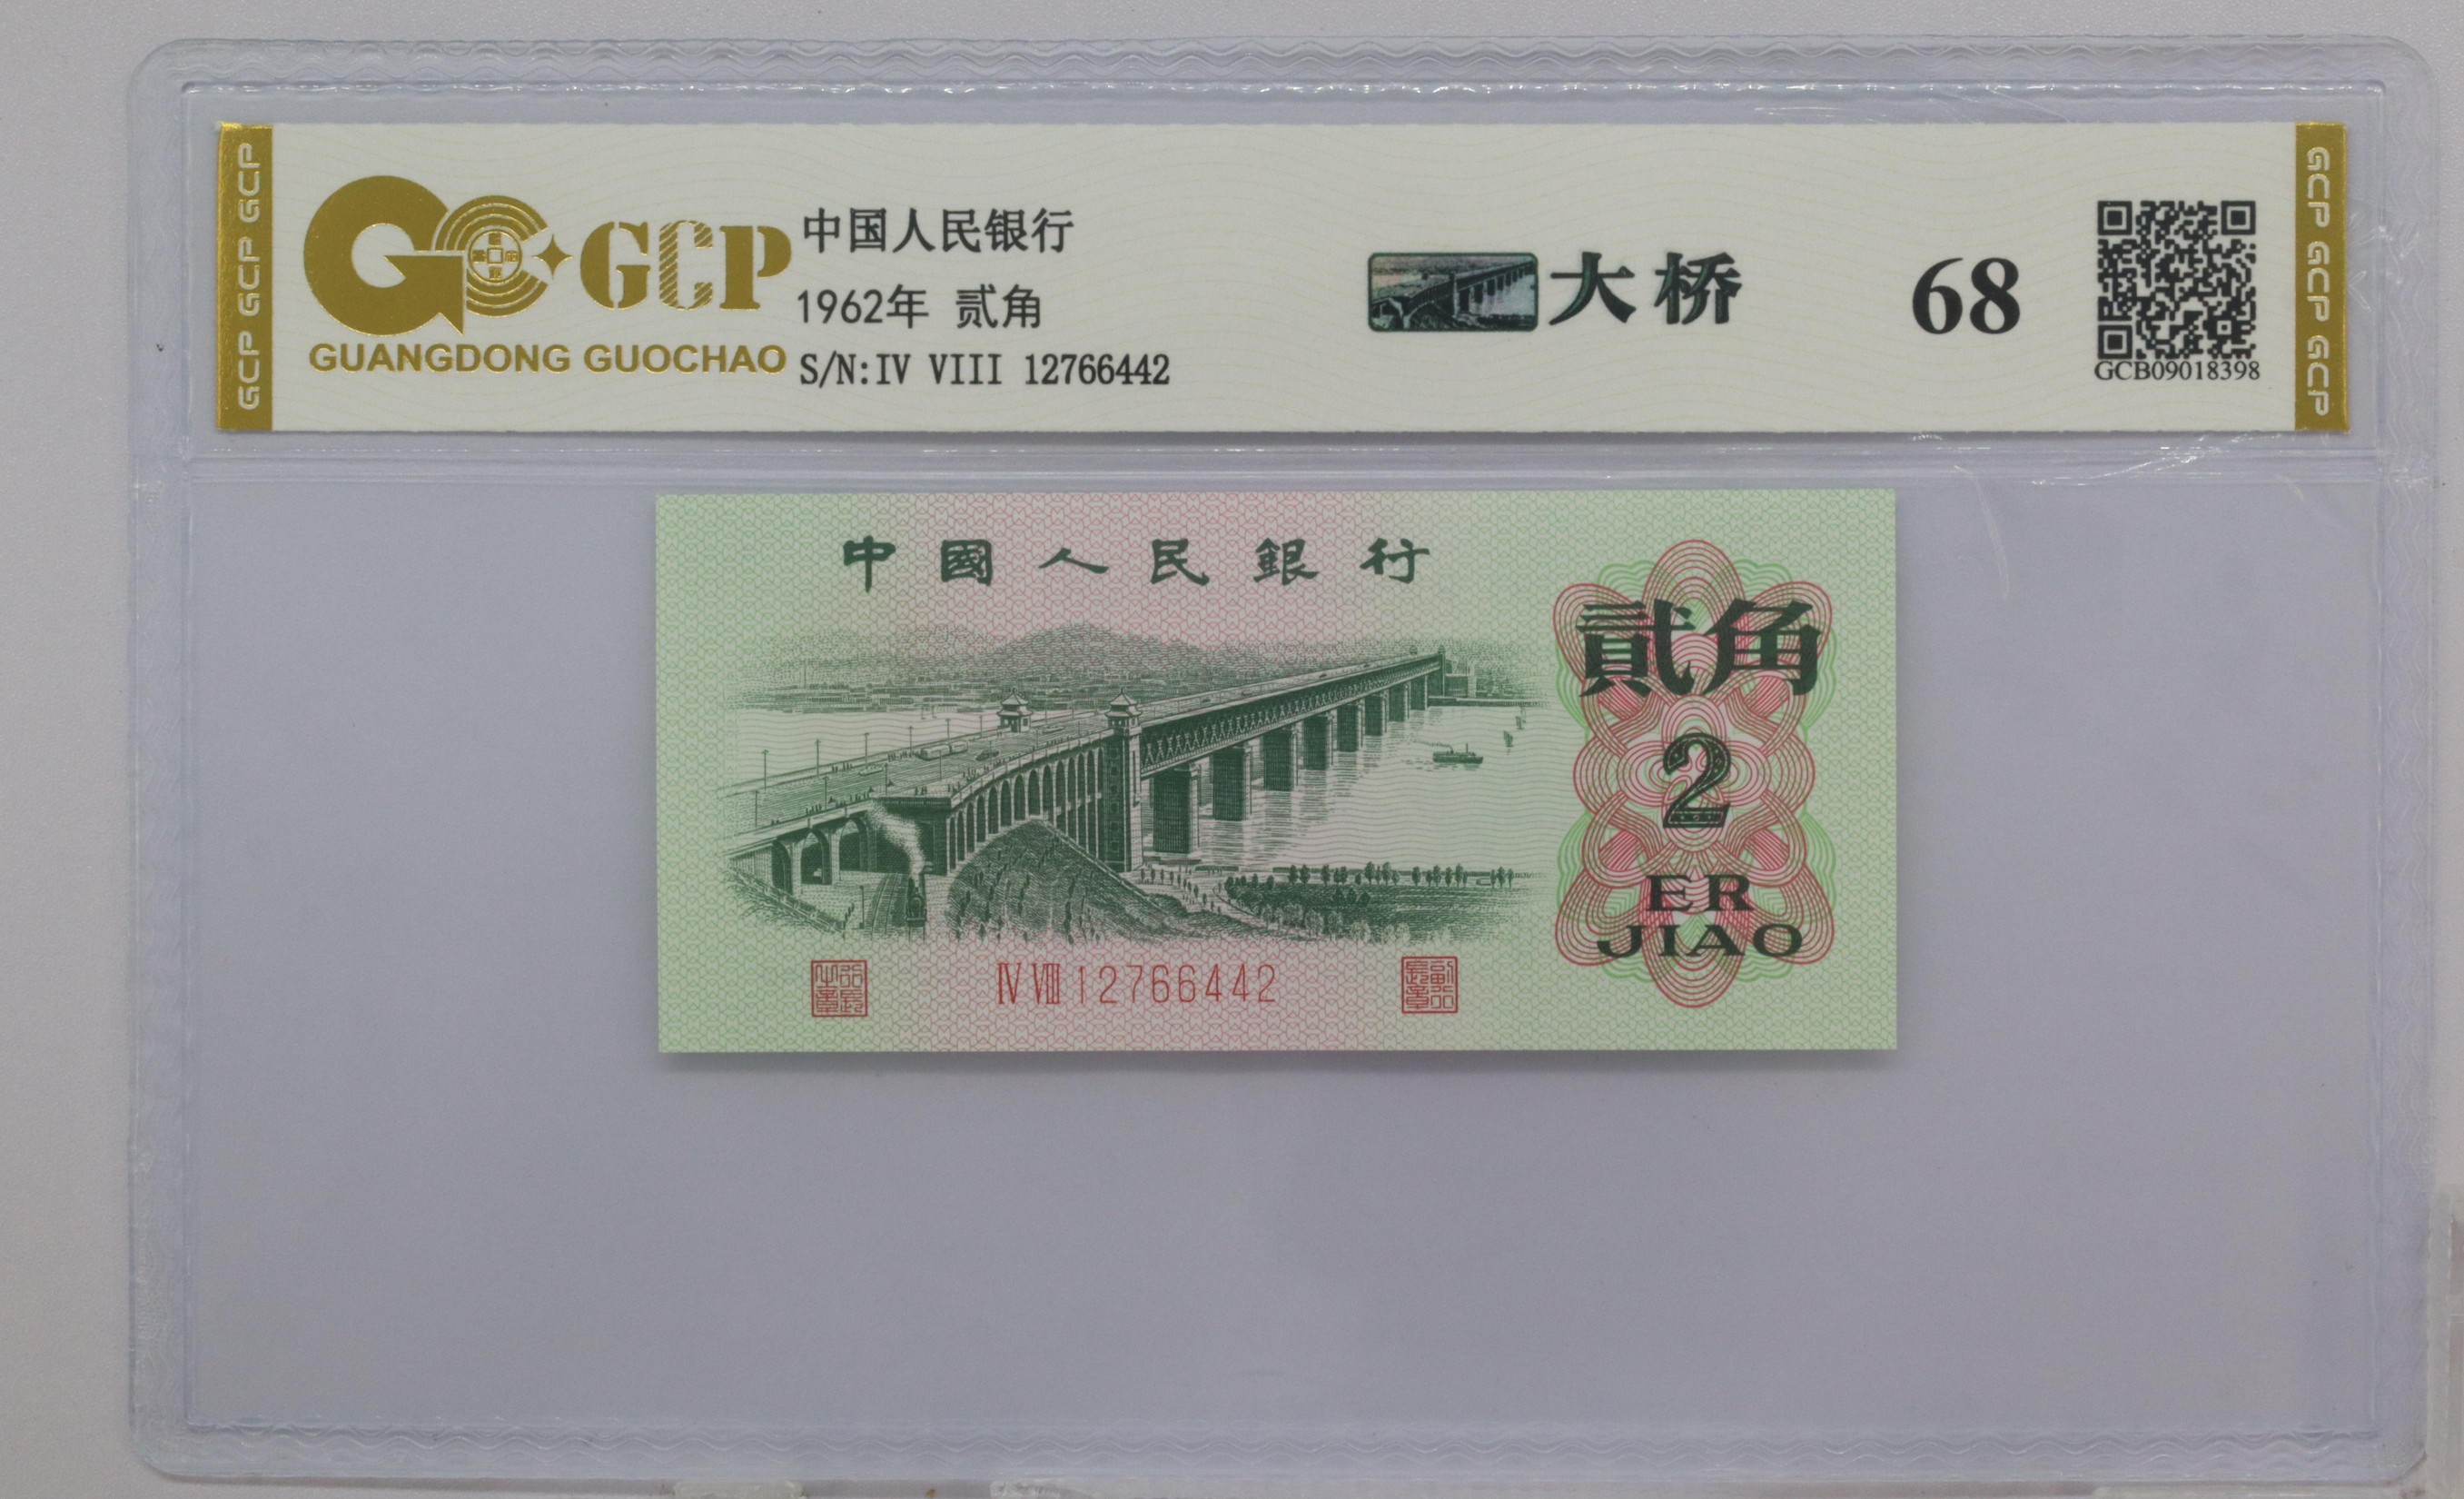 GCP GCP GCP
GCP
GUANGDONG GUOCHAO
中国人民银行
1962年 贰角
S/N:IV VIII 12766442
大桥
68
GCB09018398
GCP GCP GCP
中國人民銀行
貳角
2
ER
JIAO
IV VIII 12766442